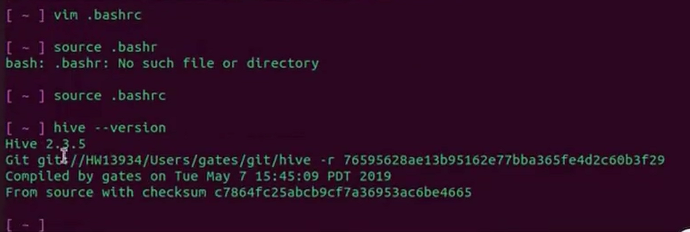 [ ~ ] vim .bashrc
[ ~ ] source .bashr
bash: .bashr: No such file or directory
[ ~ ] source .bashrc
[ ~ ] hive --version
Hive 2.3.5
Git git://HW13934/Users/gates/git/hive -r 76595628ae13b95162e77bba365fe4d2c60b3f29
Compiled by gates on Tue May 7 15:45:09 PDT 2019
From source with checksum c7864fc25abcb9cf7a36953ac6be4665
[ ~ ]